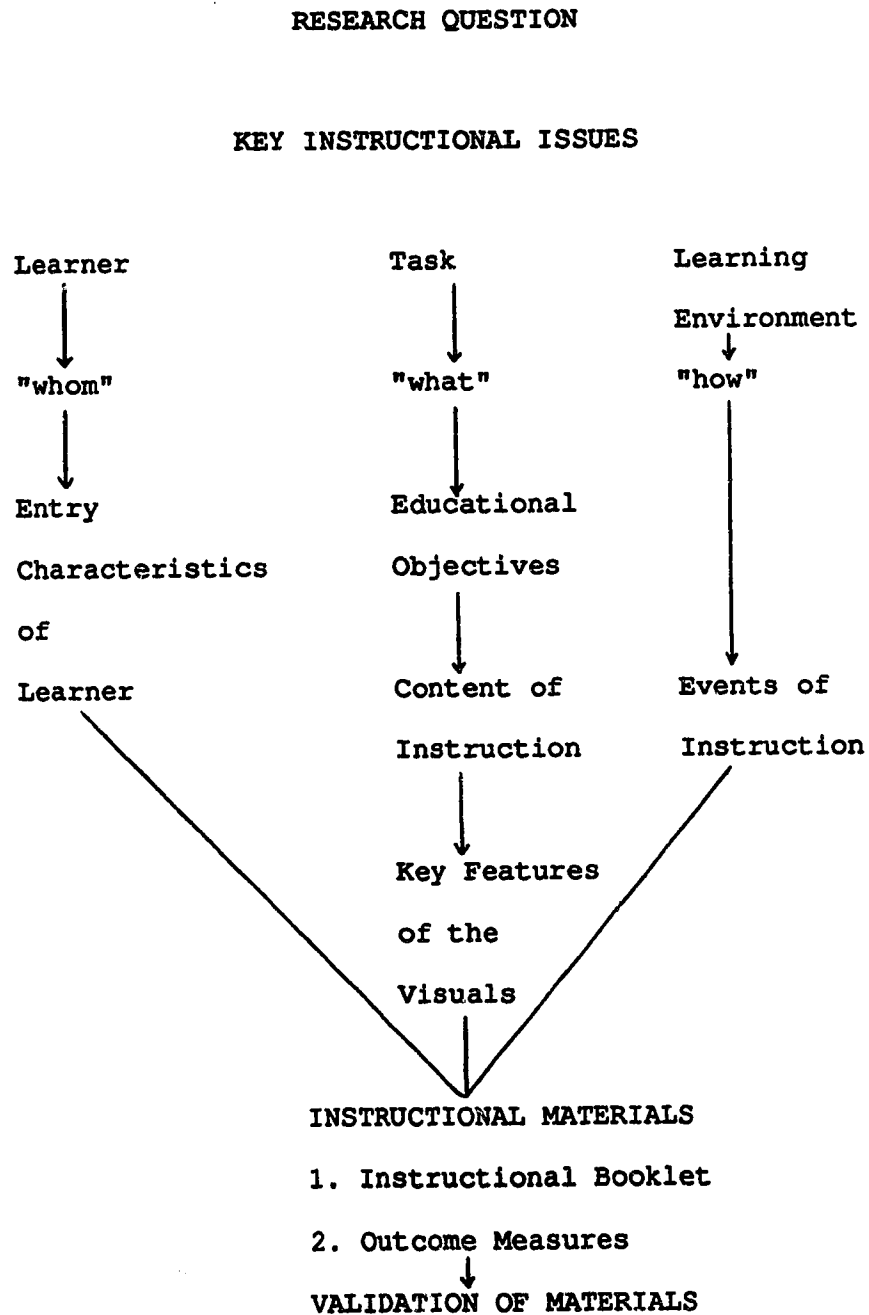 RESEARCH QUESTION
KEY INSTRUCTIONAL ISSUES
Learner
"whom"
Entry
Characteristics
of
Learner
Task
"what"
Educational
Objectives
Content of
Instruction
Key Features
of the
Visuals
Learning
Environment
"how"
Events of
Instruction
INSTRUCTIONAL MATERIALS
1. Instructional Booklet
2. Outcome Measures
VALIDATION OF MATERIALS